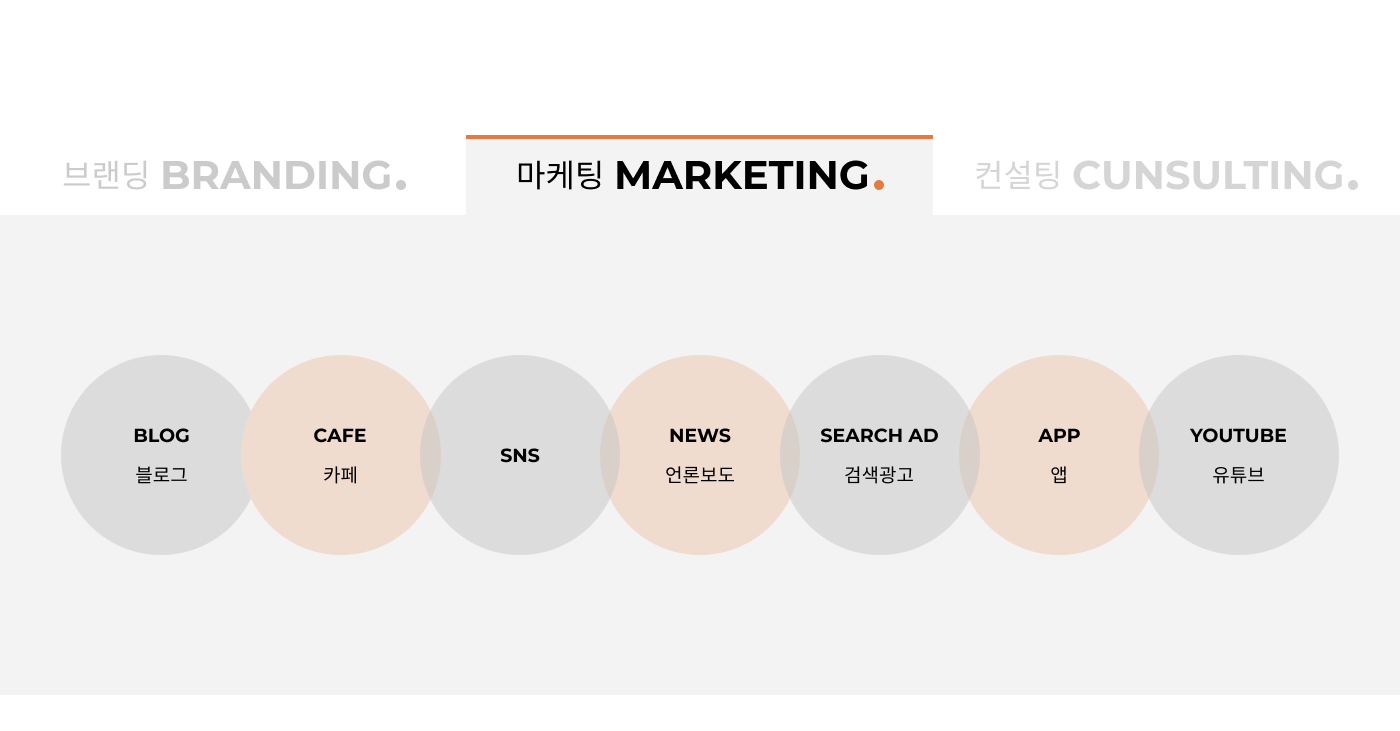 브랜딩 BRANDING.
마케팅 MARKETING.
컨설팅 CUNSULTING.
BLOG
블로그
CAFE
카페
SNS
NEWS
언론보도
SEARCH AD
검색광고
APP
앱
YOUTUBE
유튜브